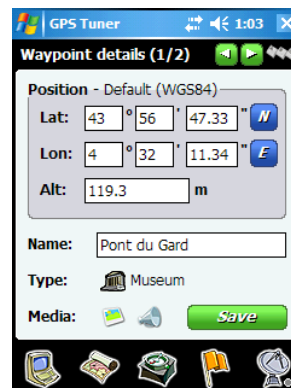 GPS Tuner 1:03
Waypoint details (1/2)
Position - Default (WGS84)
Lat: 43 ° 56 ' 47.33 " N
Lon: 4 ° 32 ' 11.34 " E
Alt: 119.3 m
Name: Pont du Gard
Type: Museum
Media: Save